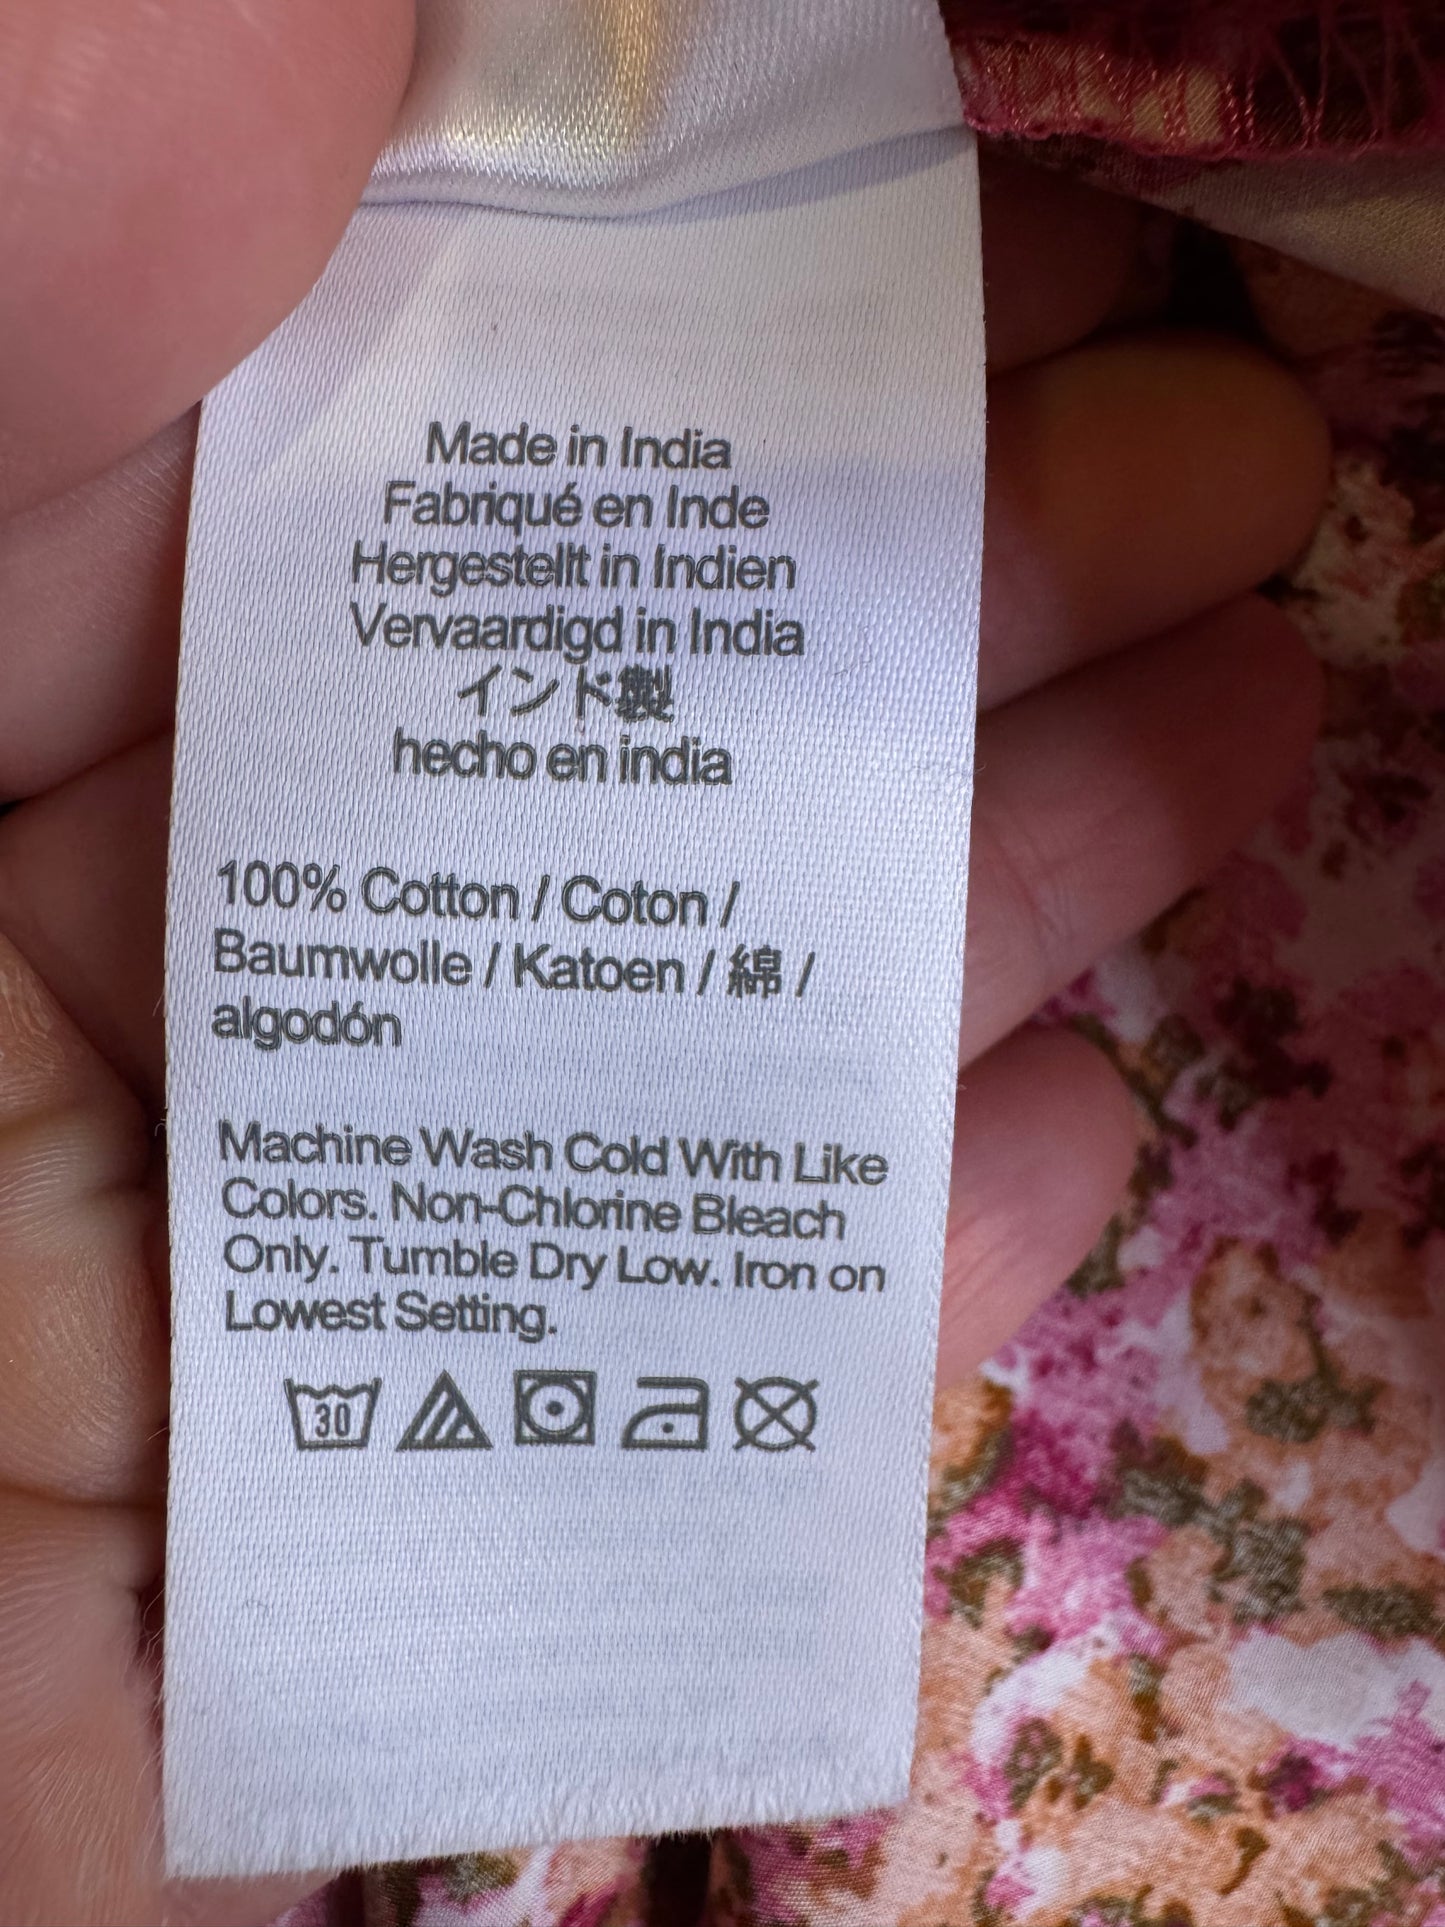 Made in India
Fabriqué en Inde
Hergestellt in Indien
Vervaardigd in India
インド製
hecho en india
100% Cotton / Coton /
Baumwolle / Katoen / 綿 /
algodón
Machine Wash Cold With Like
Colors. Non-Chlorine Bleach
Only. Tumble Dry Low. Iron on
Lowest Setting.
30